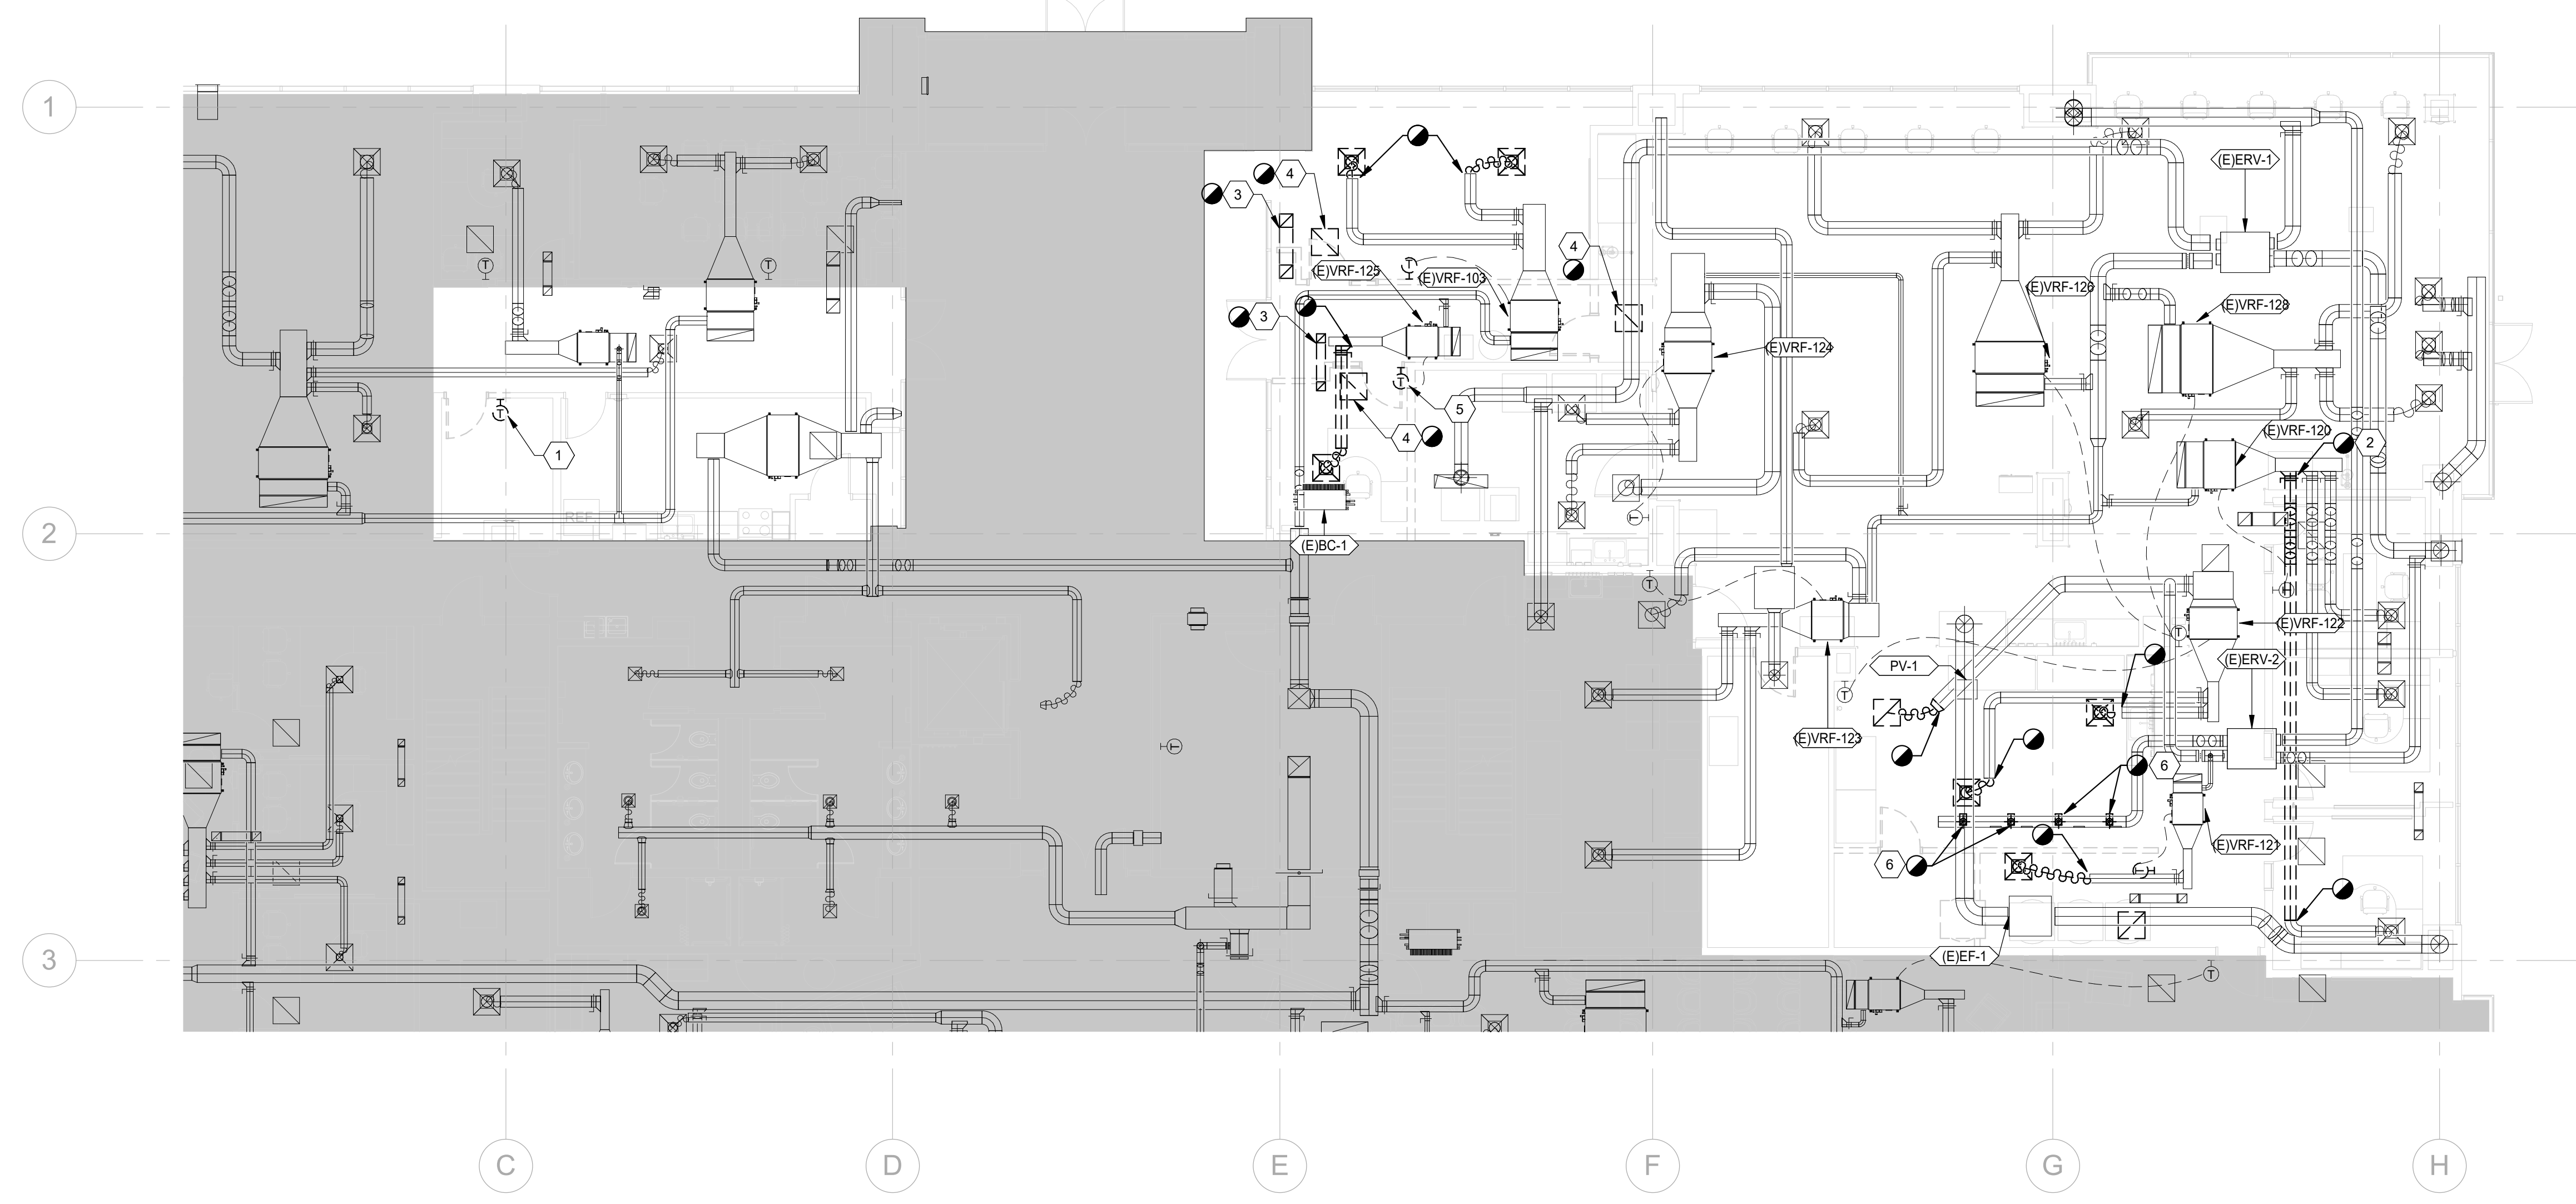 1
(E)ERV-1
4
3
4
(E)VRF-125
(E)VRF-103
(E)VRF-126
(E)VRF-128
T
T
T
3
(E)VRF-124
T
T
5
1
4
(E)VRF-120
2
REF.
T
2
(E)BC-1
T
T
(E)VRF-122
T
PV-1
(E)ERV-2
T
(E)VRF-123
T
6
(E)VRF-121
6
T
3
(E)EF-1
T
C
D
E
F
G
H